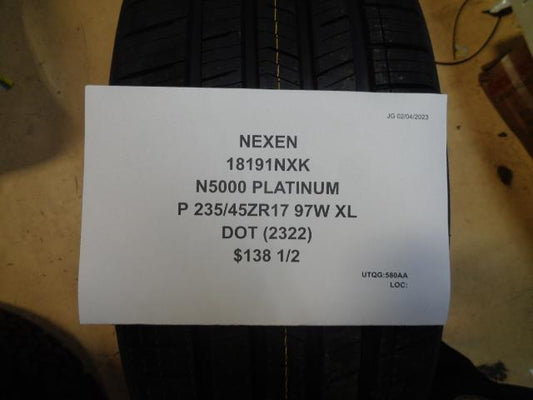 JG 02/04/2023
NEXEN
18191NXK
N5000 PLATINUM
P 235/45ZR17 97W XL
DOT (2322)
$138 1/2
UTQG:580AA
LOC: